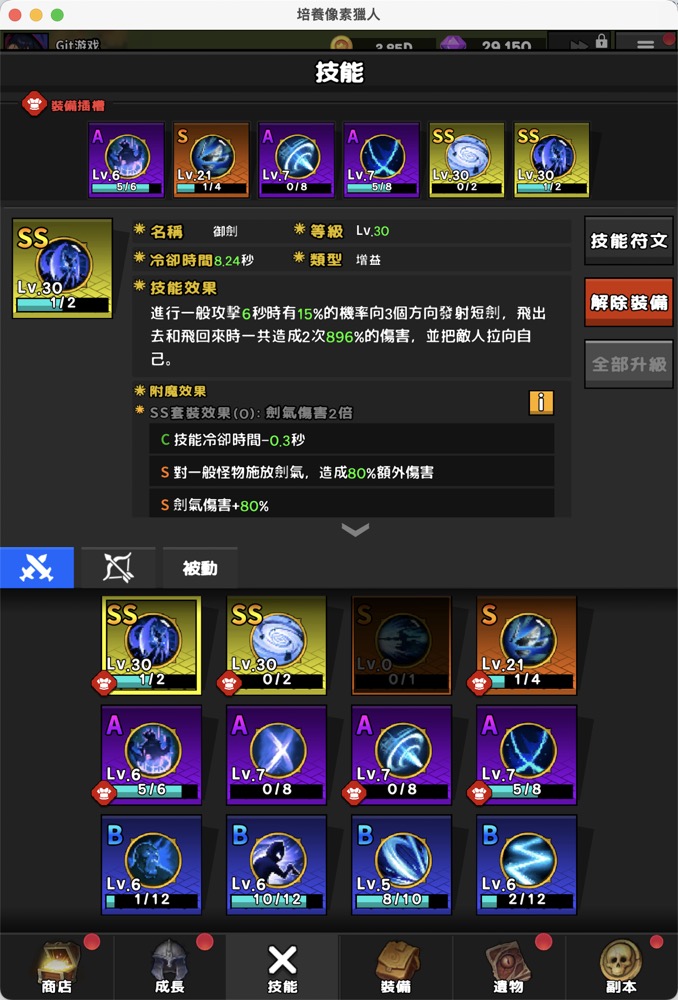 培養像素獵人
Git游戏
3.95D
29,150
技能
裝備插槽
A
Lv.6
5/6
S
Lv.21
1/4
A
Lv.7
0/8
A
Lv.7
5/8
SS
Lv.30
0/2
SS
Lv.30
1/2
SS
Lv.30
1/2
名稱 御劍 等級 Lv.30
冷卻時間8.24秒 類型 增益
技能效果
進行一般攻擊6秒時有15%的機率向3個方向發射短劍，飛出
去和飛回來時一共造成2次896%的傷害，並把敵人拉向自
己。
附魔效果
SS套裝效果(0): 劍氣傷害2倍
C 技能冷卻時間-0.3秒
S 對一般怪物施放劍氣，造成80%額外傷害
S 劍氣傷害+80%
技能符文
解除裝備
全部升級
被動
SS
Lv.30
1/2
SS
Lv.30
0/2
S
Lv.0
0/1
S
Lv.21
1/4
A
Lv.6
5/6
A
Lv.7
0/8
A
Lv.7
0/8
A
Lv.7
5/8
B
Lv.6
1/12
B
Lv.6
10/12
B
Lv.5
8/10
B
Lv.6
2/12
商店
成長
技能
裝備
遺物
副本